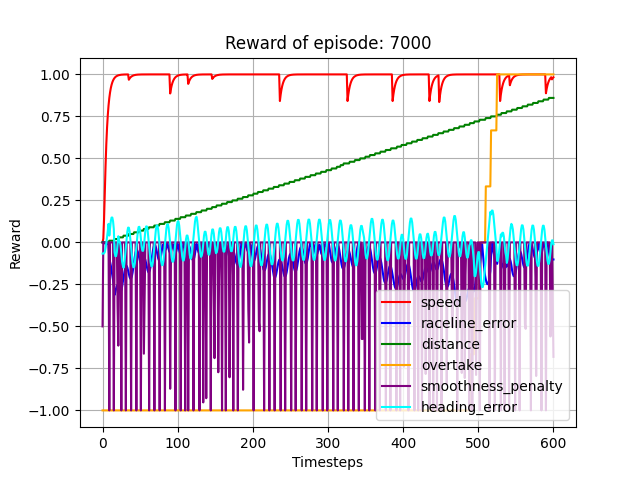 Reward of episode: 7000
Reward
1.00
0.75
0.50
0.25
0.00
−0.25
−0.50
−0.75
−1.00
speed
raceline_error
distance
overtake
smoothness_penalty
heading_error
0 100 200 300 400 500 600
Timesteps